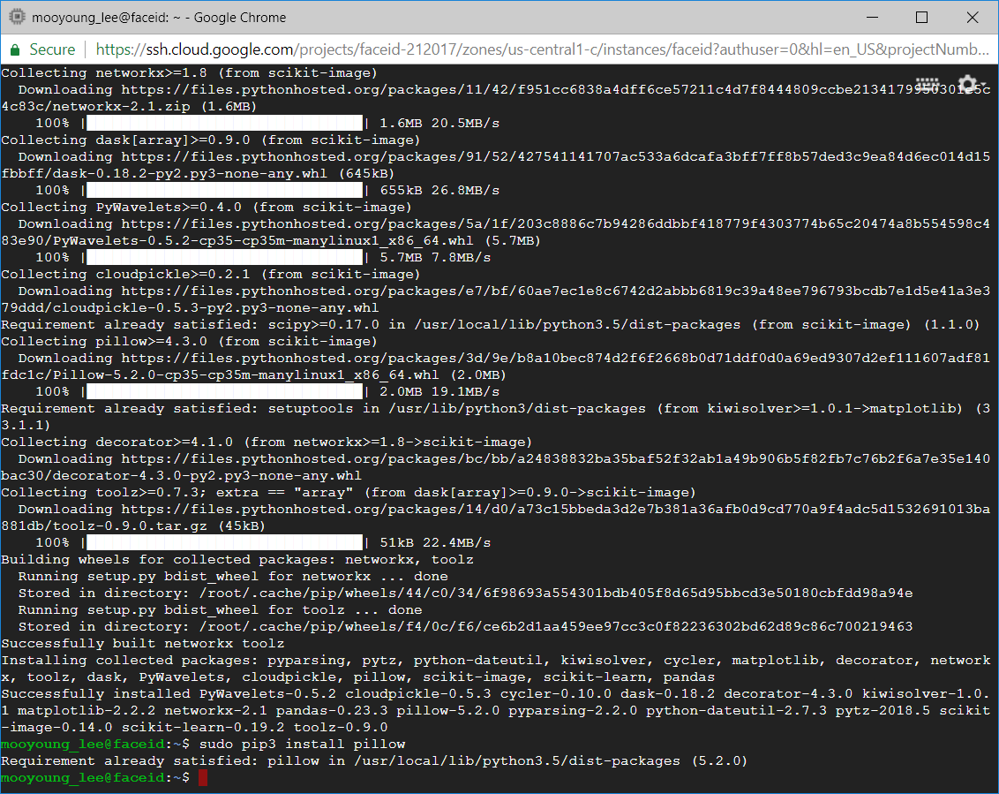 mooyoung_lee@faceid: ~ - Google Chrome
Secure | https://ssh.cloud.google.com/projects/faceid-212017/zones/us-central1-c/instances/faceid?authuser=0&hl=en_US&projectNumb...
Collecting networkx>=1.8 (from scikit-image)
  Downloading https://files.pythonhosted.org/packages/11/42/f951cc6838a4dff6ce57211c4d7f8444809ccbe2134179950301e5c
4c83c/networkx-2.1.zip (1.6MB)
    100% |████████████████████████████████| 1.6MB 20.5MB/s
Collecting dask[array]>=0.9.0 (from scikit-image)
  Downloading https://files.pythonhosted.org/packages/91/52/427541141707ac533a6dcafa3bff7ff8b57ded3c9ea84d6ec014d15
fbbff/dask-0.18.2-py2.py3-none-any.whl (645kB)
    100% |████████████████████████████████| 655kB 26.8MB/s
Collecting PyWavelets>=0.4.0 (from scikit-image)
  Downloading https://files.pythonhosted.org/packages/5a/1f/203c8886c7b94286ddbbf418779f4303774b65c20474a8b554598c4
83e90/PyWavelets-0.5.2-cp35-cp35m-manylinux1_x86_64.whl (5.7MB)
    100% |████████████████████████████████| 5.7MB 7.8MB/s
Collecting cloudpickle>=0.2.1 (from scikit-image)
  Downloading https://files.pythonhosted.org/packages/e7/bf/60ae7ec1e8c6742d2abbb6819c39a48ee796793bcdb7e1d5e41a3e3
79ddd/cloudpickle-0.5.3-py2.py3-none-any.whl
Requirement already satisfied: scipy>=0.17.0 in /usr/local/lib/python3.5/dist-packages (from scikit-image) (1.1.0)
Collecting pillow>=4.3.0 (from scikit-image)
  Downloading https://files.pythonhosted.org/packages/3d/9e/b8a10bec874d2f6f2668b0d71ddf0d0a69ed9307d2ef111607adf81
fdc1c/Pillow-5.2.0-cp35-cp35m-manylinux1_x86_64.whl (2.0MB)
    100% |████████████████████████████████| 2.0MB 19.1MB/s
Requirement already satisfied: setuptools in /usr/lib/python3/dist-packages (from kiwisolver>=1.0.1->matplotlib) (3
3.1.1)
Collecting decorator>=4.1.0 (from networkx>=1.8->scikit-image)
  Downloading https://files.pythonhosted.org/packages/bc/bb/a24838832ba35baf52f32ab1a49b906b5f82fb7c76b2f6a7e35e140
bac30/decorator-4.3.0-py2.py3-none-any.whl
Collecting toolz>=0.7.3; extra == "array" (from dask[array]>=0.9.0->scikit-image)
  Downloading https://files.pythonhosted.org/packages/14/d0/a73c15bbeda3d2e7b381a36afb0d9cd770a9f4adc5d1532691013ba
881db/toolz-0.9.0.tar.gz (45kB)
    100% |████████████████████████████████| 51kB 22.4MB/s
Building wheels for collected packages: networkx, toolz
  Running setup.py bdist_wheel for networkx ... done
  Stored in directory: /root/.cache/pip/wheels/44/c0/34/6f98693a554301bdb405f8d65d95bbcd3e50180cbfdd98a94e
  Running setup.py bdist_wheel for toolz ... done
  Stored in directory: /root/.cache/pip/wheels/f4/0c/f6/ce6b2d1aa459ee97cc3c0f82236302bd62d89c86c700219463
Successfully built networkx toolz
Installing collected packages: pyparsing, pytz, python-dateutil, kiwisolver, cycler, matplotlib, decorator, network
x, toolz, dask, PyWavelets, cloudpickle, pillow, scikit-image, scikit-learn, pandas
Successfully installed PyWavelets-0.5.2 cloudpickle-0.5.3 cycler-0.10.0 dask-0.18.2 decorator-4.3.0 kiwisolver-1.0.
1 matplotlib-2.2.2 networkx-2.1 pandas-0.23.3 pillow-5.2.0 pyparsing-2.2.0 python-dateutil-2.7.3 pytz-2018.5 scikit
-image-0.14.0 scikit-learn-0.19.2 toolz-0.9.0
mooyoung_lee@faceid:~$ sudo pip3 install pillow
Requirement already satisfied: pillow in /usr/local/lib/python3.5/dist-packages (5.2.0)
mooyoung_lee@faceid:~$